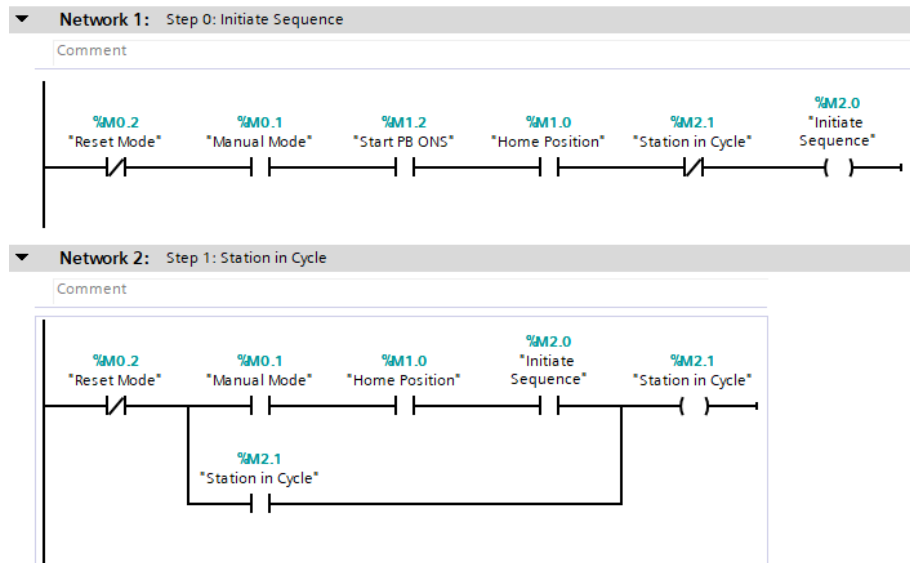 Network 1: Step 0: Initiate Sequence
Comment
%M0.2 %M0.1 %M1.2 %M1.0 %M2.1 %M2.0
"Reset Mode" "Manual Mode" "Start PB ONS" "Home Position" "Station in Cycle" "Initiate
Sequence"
Network 2: Step 1: Station in Cycle
Comment
%M0.2 %M0.1 %M1.0 %M2.0 %M2.1
"Reset Mode" "Manual Mode" "Home Position" "Initiate
Sequence" "Station in Cycle"
%M2.1
"Station in Cycle"